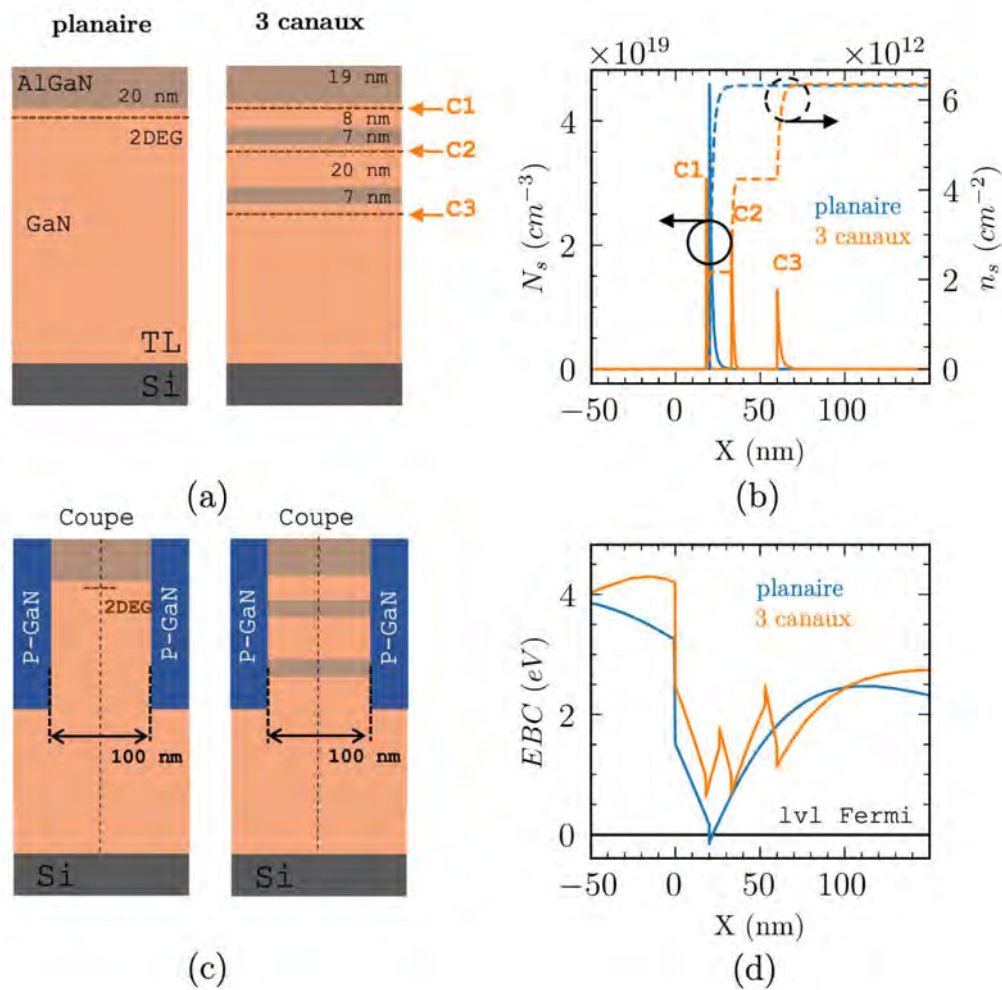 planaire
AlGaN
20 nm
2DEG
GaN
TL
Si
3 canaux
19 nm
C1
8 nm
7 nm
C2
20 nm
7 nm
C3
(a)
×10^19
×10^12
4
2
0
N_s (cm^−3)
C1
C2
C3
planaire
3 canaux
6
4
2
0
n_s (cm^−2)
−50
0
50
100
X (nm)
(b)
Coupe
P-GaN
P-GaN
2DEG
100 nm
Si
Coupe
P-GaN
P-GaN
100 nm
Si
(c)
4
2
0
EBC (eV)
planaire
3 canaux
lvl Fermi
−50
0
50
100
X (nm)
(d)